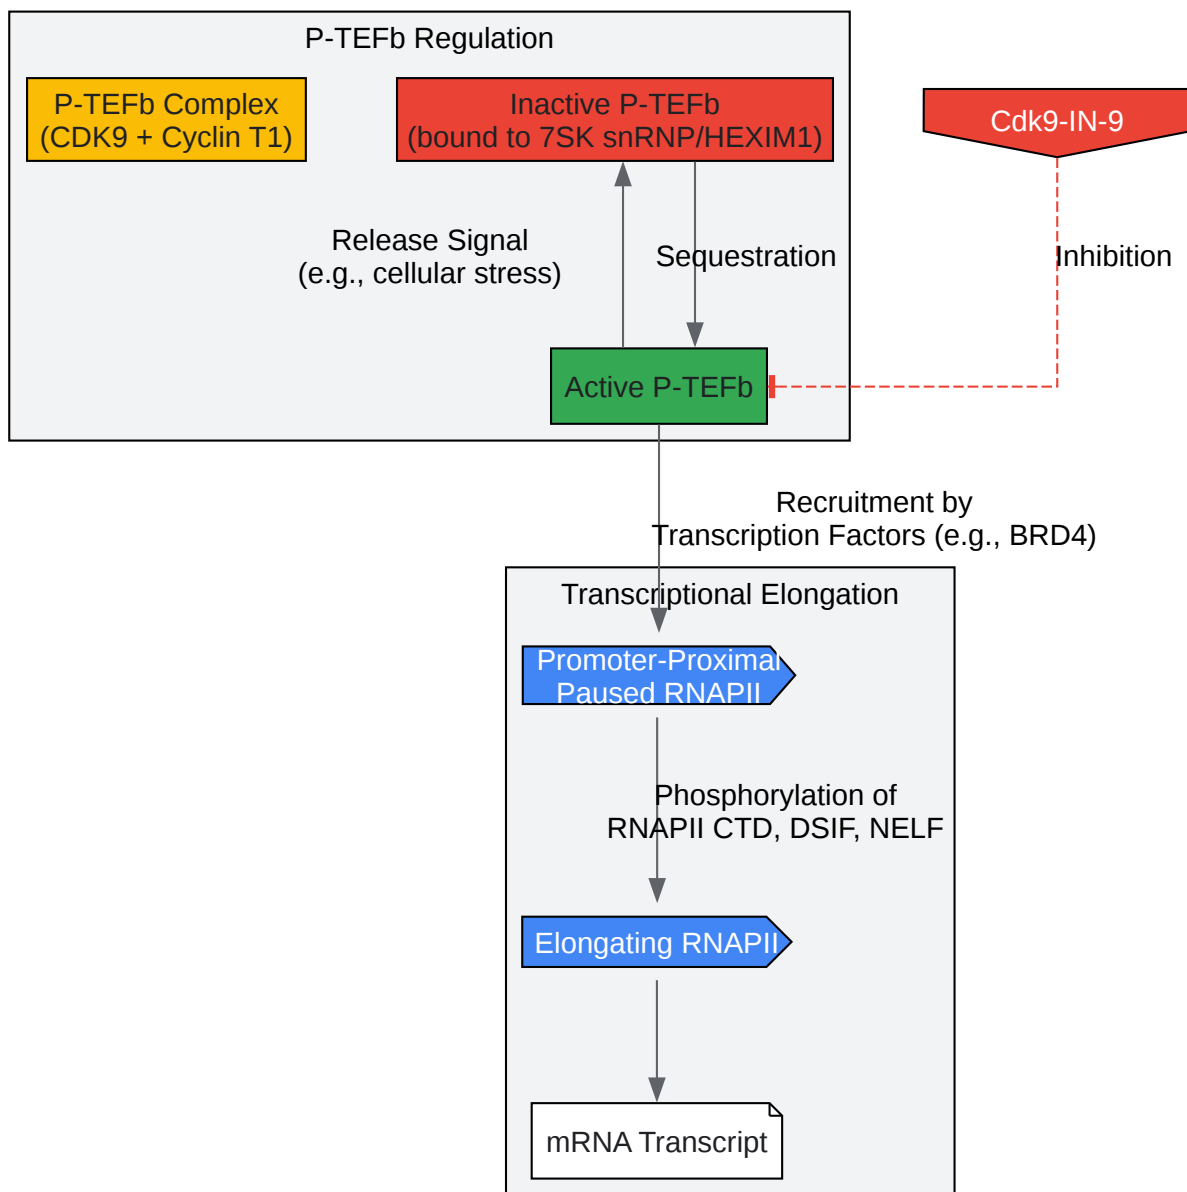 P-TEFb Regulation
P-TEFb Complex
(CDK9 + Cyclin T1)
Inactive P-TEFb
(bound to 7SK snRNP/HEXIM1)
Cdk9-IN-9
Release Signal
(e.g., cellular stress)
Sequestration
Inhibition
Active P-TEFb
Recruitment by
Transcription Factors (e.g., BRD4)
Transcriptional Elongation
Promoter-Proximal
Paused RNAPII
Phosphorylation of
RNAPII CTD, DSIF, NELF
Elongating RNAPII
mRNA Transcript